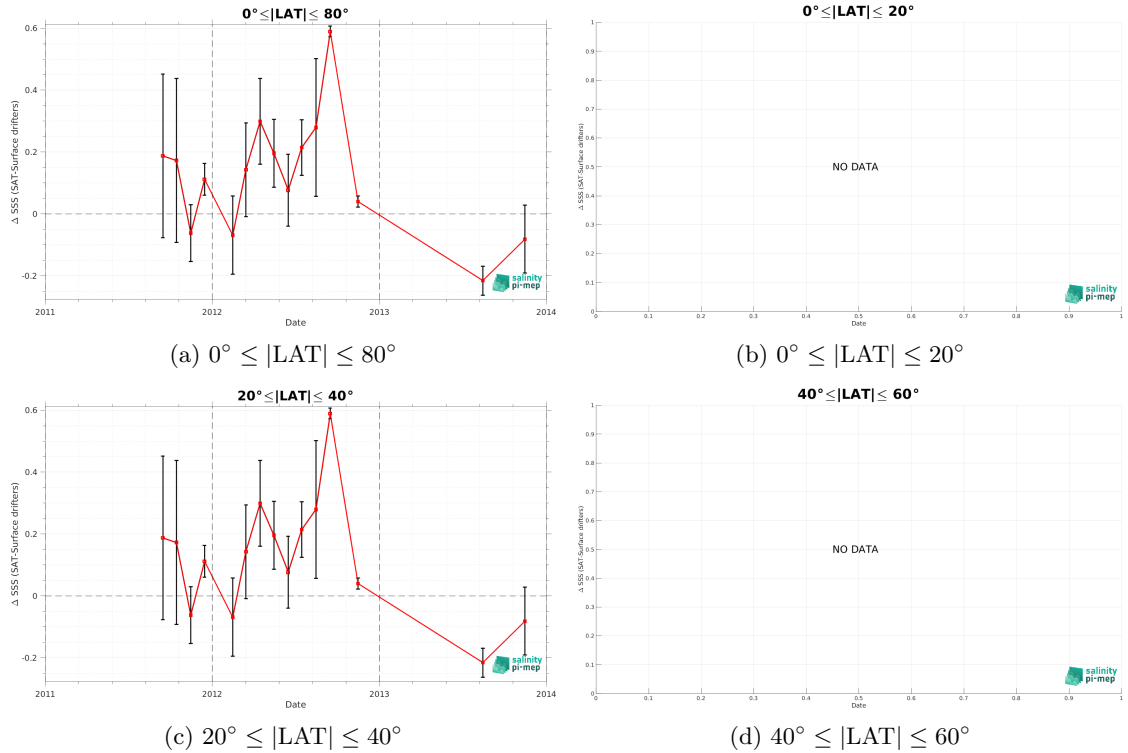 0°≤|LAT|≤ 80°
Δ SSS (SAT-Surface drifters)
0.6
0.4
0.2
0
-0.2
2011
2012
2013
2014
Date
salinity
pi-mep
(a) 0° ≤ |LAT| ≤ 80°
0°≤|LAT|≤ 20°
Δ SSS (SAT-Surface drifters)
1
0.9
0.8
0.7
0.6
0.5
0.4
0.3
0.2
0.1
0
NO DATA
0
0.1
0.2
0.3
0.4
0.5
0.6
0.7
0.8
0.9
1
Date
salinity
pi-mep
(b) 0° ≤ |LAT| ≤ 20°
20°≤|LAT|≤ 40°
Δ SSS (SAT-Surface drifters)
0.6
0.4
0.2
0
-0.2
2011
2012
2013
2014
Date
salinity
pi-mep
(c) 20° ≤ |LAT| ≤ 40°
40°≤|LAT|≤ 60°
Δ SSS (SAT-Surface drifters)
1
0.9
0.8
0.7
0.6
0.5
0.4
0.3
0.2
0.1
0
NO DATA
0
0.1
0.2
0.3
0.4
0.5
0.6
0.7
0.8
0.9
1
Date
salinity
pi-mep
(d) 40° ≤ |LAT| ≤ 60°